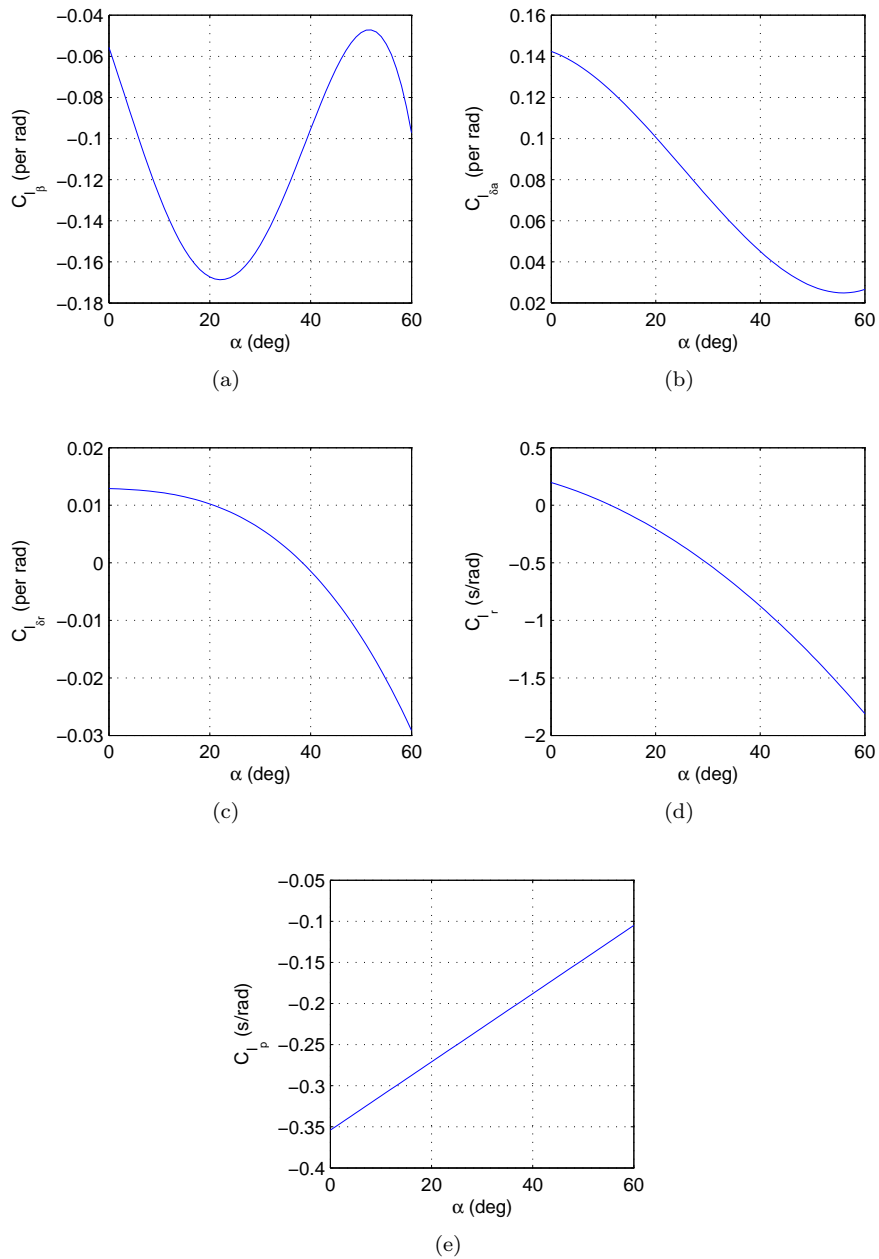 −0.04
−0.06
−0.08
−0.1
−0.12
−0.14
−0.16
−0.18
0 20 40 60
α (deg)
C_l_β (per rad)
(a)
0.16
0.14
0.12
0.1
0.08
0.06
0.04
0.02
0 20 40 60
α (deg)
C_l_δa (per rad)
(b)
0.02
0.01
0
−0.01
−0.02
−0.03
0 20 40 60
α (deg)
C_l_δr (per rad)
(c)
0.5
0
−0.5
−1
−1.5
−2
0 20 40 60
α (deg)
C_l_r (s/rad)
(d)
−0.05
−0.1
−0.15
−0.2
−0.25
−0.3
−0.35
−0.4
0 20 40 60
α (deg)
C_l_p (s/rad)
(e)